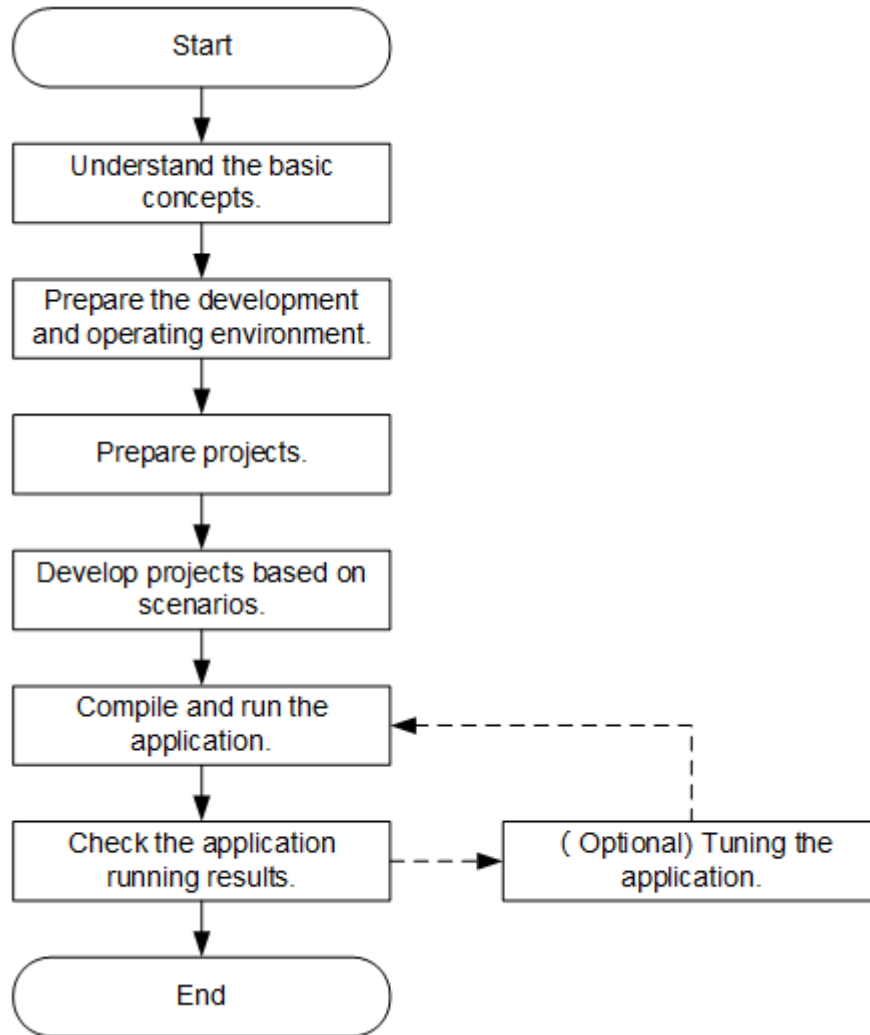 Start
Understand the basic
concepts.
Prepare the development
and operating environment.
Prepare projects.
Develop projects based on
scenarios.
Compile and run the
application.
Check the application
running results.
( Optional) Tuning the
application.
End